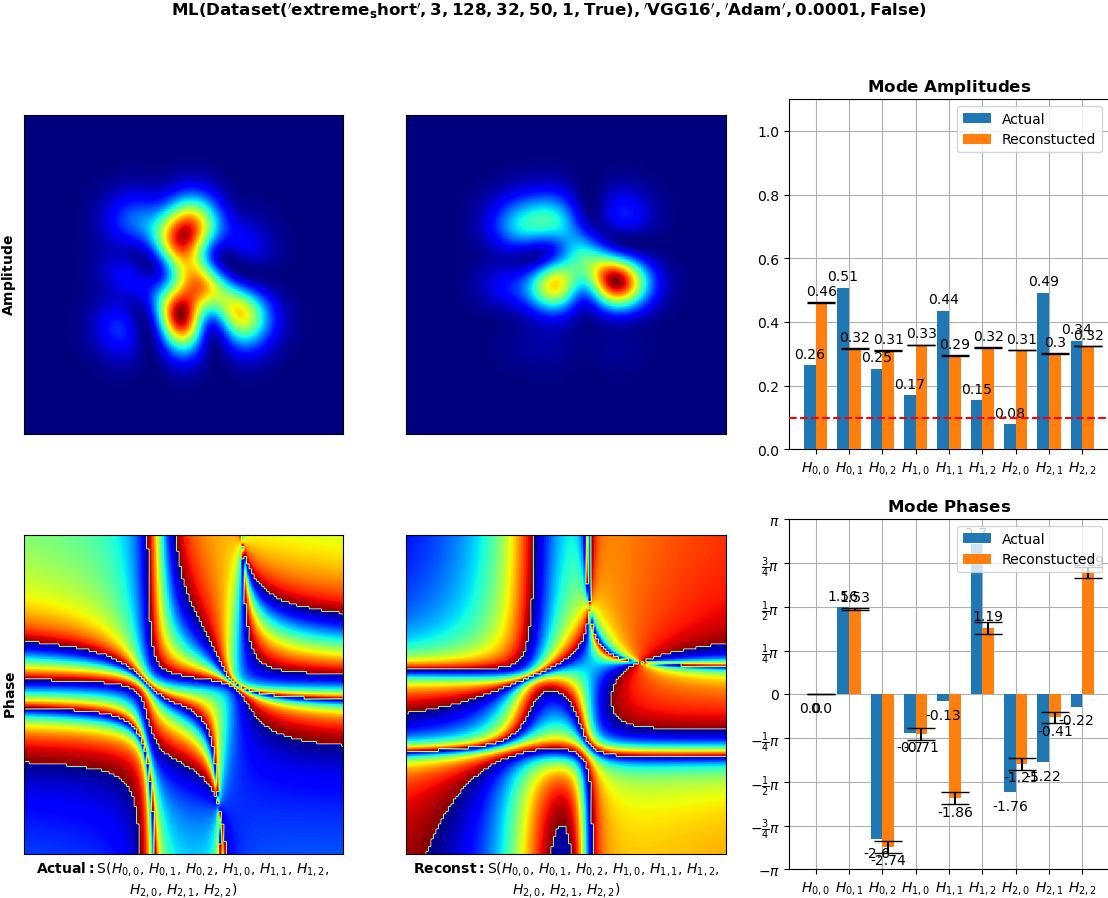 ML(Dataset('extreme_short', 3, 128, 32, 50, 1, True), 'VGG16', 'Adam', 0.0001, False)
Amplitude
Mode Amplitudes
Actual
Reconstucted
1.0
0.8
0.6
0.4
0.2
0.0
0.26 0.46 0.51 0.32 0.25 0.31 0.17 0.33 0.44 0.29 0.15 0.32 0.08 0.31 0.49 0.3 0.34 0.32
H0,0 H0,1 H0,2 H1,0 H1,1 H1,2 H2,0 H2,1 H2,2
Phase
Mode Phases
Actual
Reconstucted
π
3/4π
1/2π
1/4π
0
−1/4π
−1/2π
−3/4π
−π
0.0 0.0 1.56 1.53 -2.74 -0.71 -0.13 -1.86 1.19 -1.76 -1.25 -1.22 -0.41 -0.22
H0,0 H0,1 H0,2 H1,0 H1,1 H1,2 H2,0 H2,1 H2,2
Actual: S(H0,0, H0,1, H0,2, H1,0, H1,1, H1,2,
H2,0, H2,1, H2,2)
Reconst: S(H0,0, H0,1, H0,2, H1,0, H1,1, H1,2,
H2,0, H2,1, H2,2)